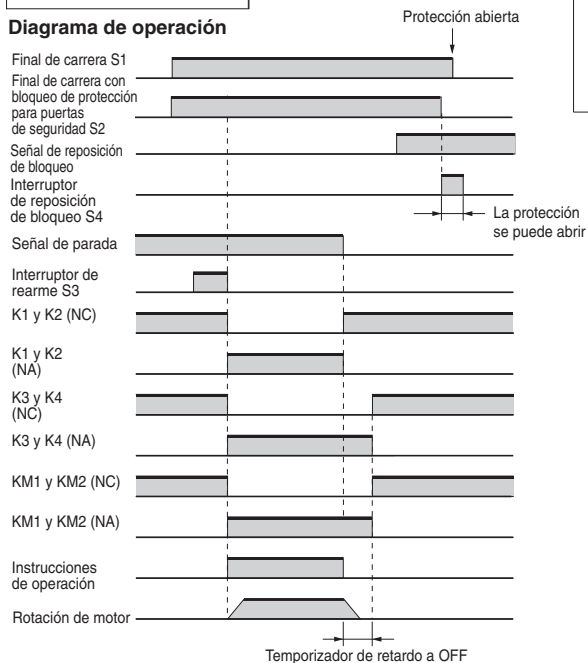 Diagrama de operación
Protección abierta
Final de carrera S1
Final de carrera con
bloqueo de protección
para puertas
de seguridad S2
Señal de reposición
de bloqueo
Interruptor
de reposición
de bloqueo S4
La protección
se puede abrir
Señal de parada
Interruptor de
rearme S3
K1 y K2 (NC)
K1 y K2
(NA)
K3 y K4
(NC)
K3 y K4 (NA)
KM1 y KM2 (NC)
KM1 y KM2 (NA)
Instrucciones
de operación
Rotación de motor
Temporizador de retardo a OFF